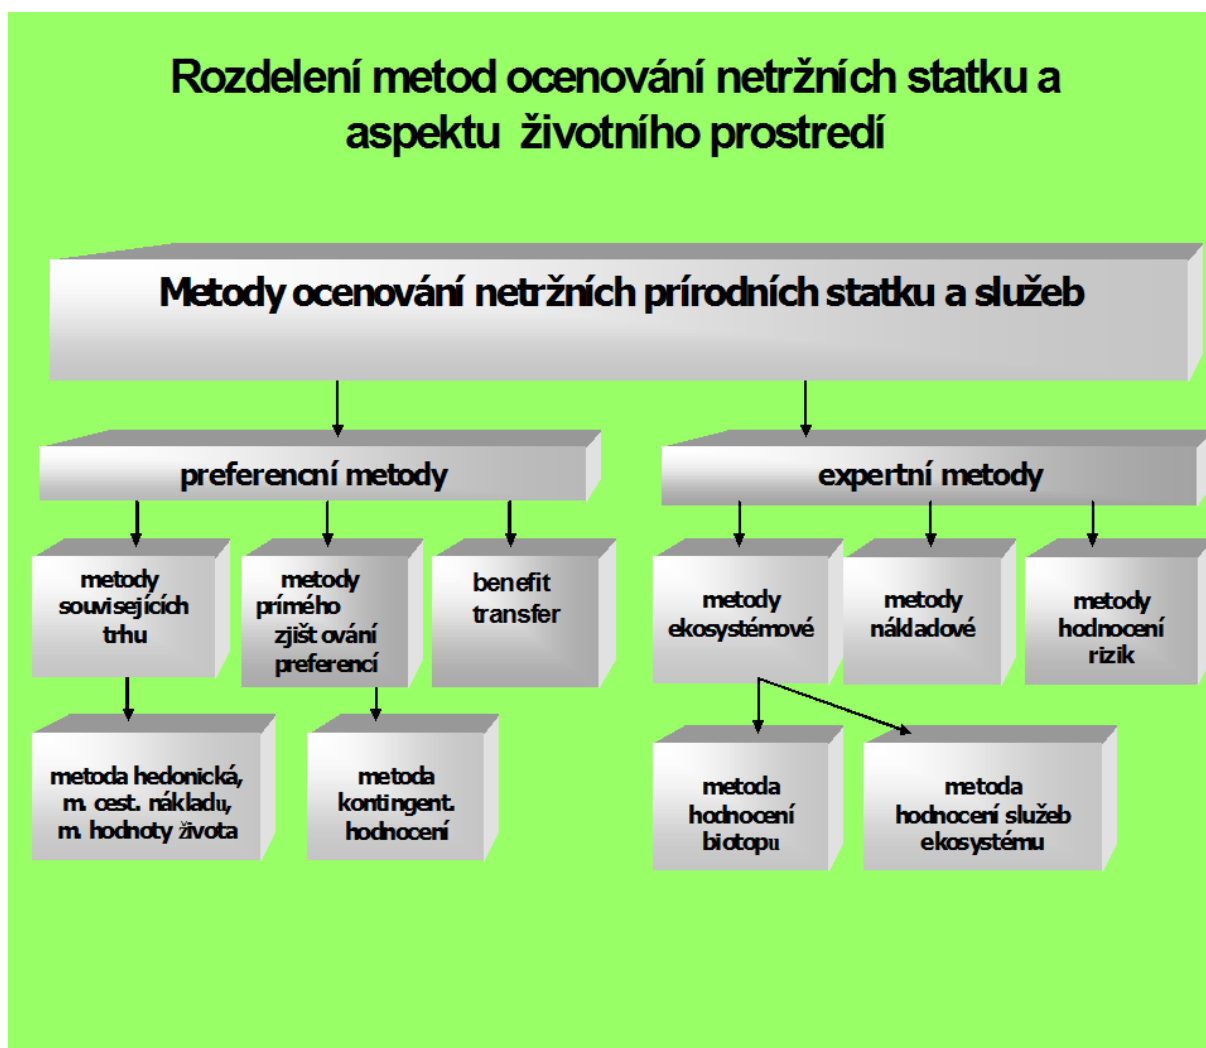 Rozdelení metod ocenování netržních statku a
aspektu životního prostredí
Metody ocenování netržních prírodních statku a služeb
preferencní metody
expertní metody
metody
souvisejících
trhu
metody
prímého
zjišt ování
preferencí
benefit
transfer
metody
ekosystémové
metody
nákladové
metody
hodnocení
rizik
metoda hedonická,
m. cest. nákladu,
m. hodnoty života
metoda
kontingent.
hodnocení
metoda
hodnocení
biotopu
metoda
hodnocení služeb
ekosystému